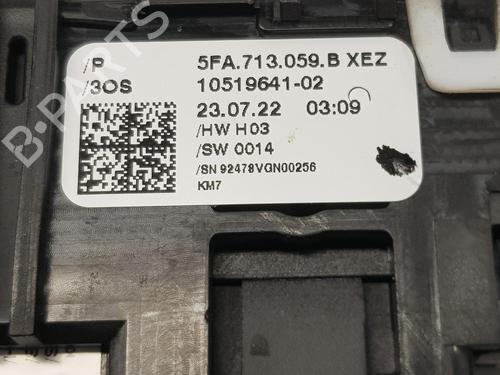 /P 5FA.713.059.B XEZ
/3OS 10519641-02
23.07.22 03:09
/HW H03
/SW 0014
/SN 92478VGN00256
KM7
B-PARTS